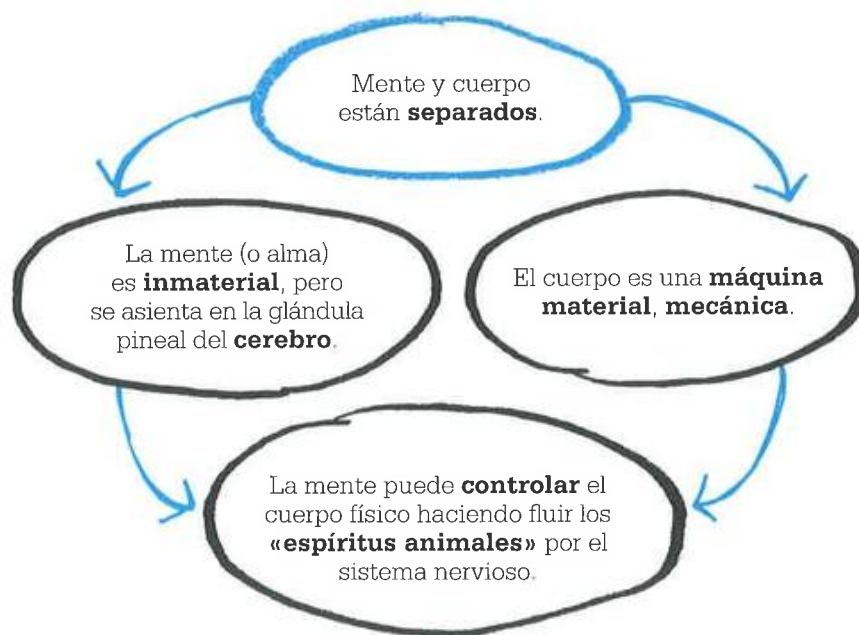 Mente y cuerpo
están separados.
La mente (o alma)
es inmaterial, pero
se asienta en la glándula
pineal del cerebro.
El cuerpo es una máquina
material, mecánica.
La mente puede controlar el
cuerpo físico haciendo fluir los
«espíritus animales» por el
sistema nervioso.